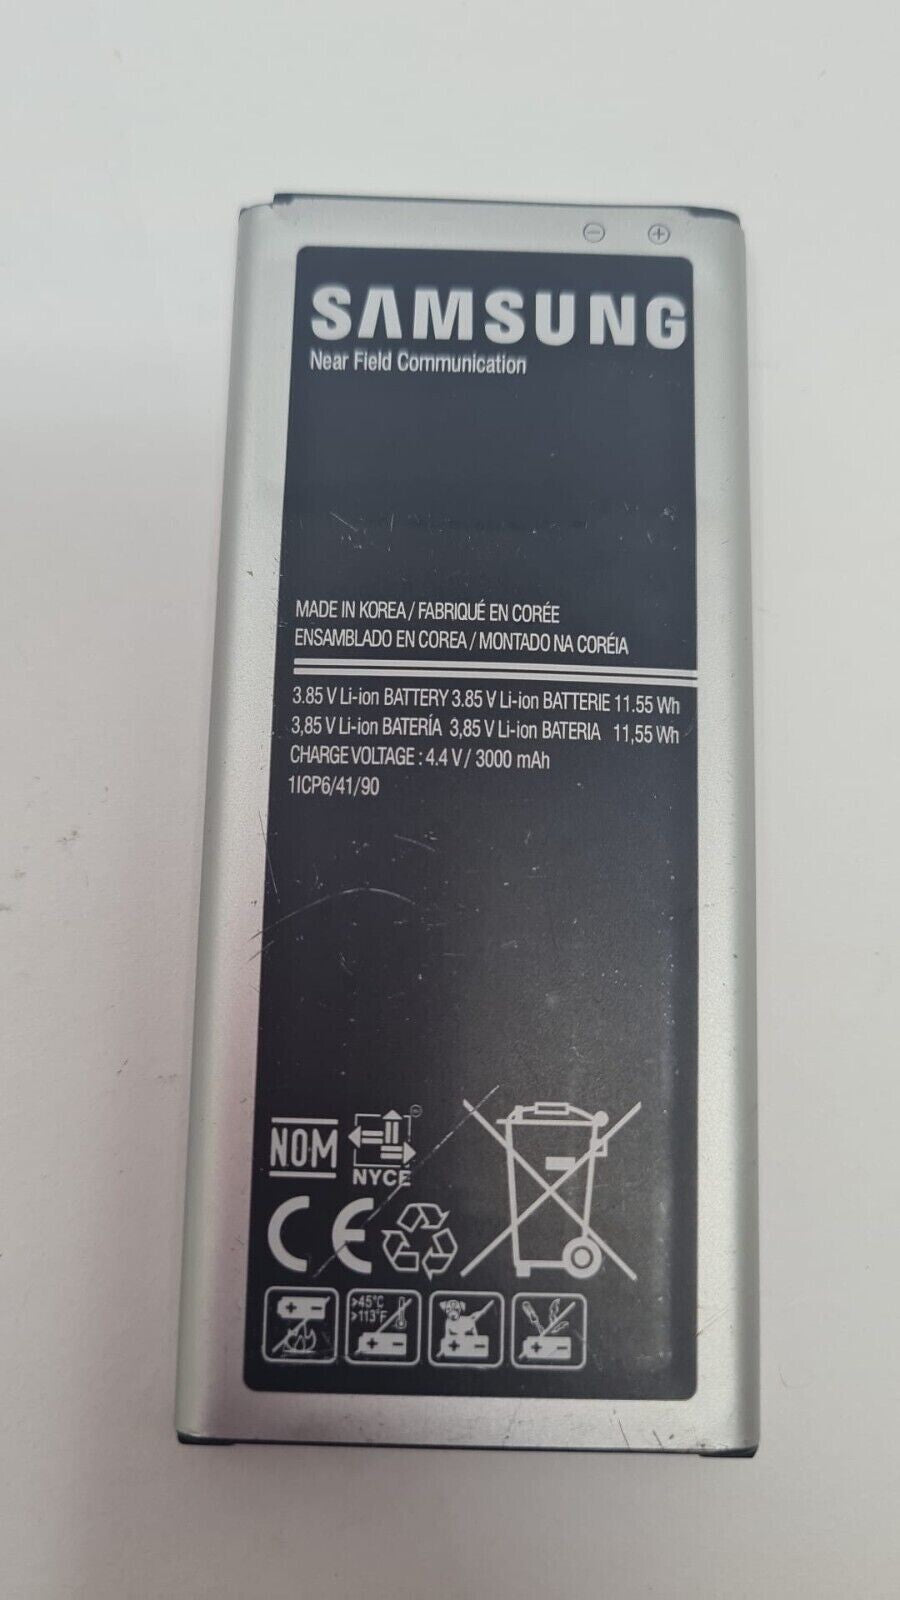 SAMSUNG
Near Field Communication
MADE IN KOREA / FABRIQUÉ EN CORÉE
ENSAMBLADO EN COREA / MONTADO NA CORÉIA
3.85 V Li-ion BATTERY 3.85 V Li-ion BATTERIE 11.55 Wh
3,85 V Li-ion BATERÍA 3,85 V Li-ion BATERIA 11,55 Wh
CHARGE VOLTAGE : 4.4 V / 3000 mAh
1ICP6/41/90
NOM
NYCE
CE
>45°C
>113°F